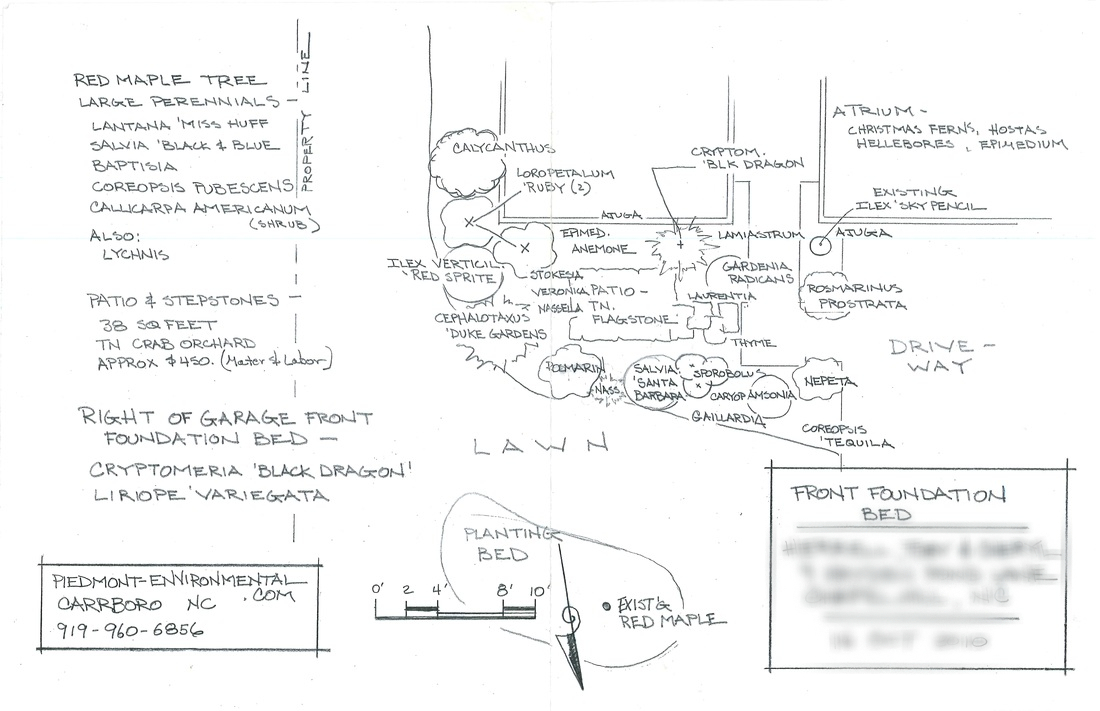 RED MAPLE TREE
LARGE PERENNIALS -
LANTANA 'MISS HUFF
SALVIA 'BLACK & BLUE
BAPTISIA
COREOPSIS PUBESCENS
CALLICARPA AMERICANUM
(SHRUB)
ALSO:
LYCHNIS
PATIO & STEPSTONES -
38 SQ FEET
TN CRAB ORCHARD
APPROX $450. (Mater & Labor)
RIGHT OF GARAGE FRONT
FOUNDATION BED -
CRYPTOMERIA 'BLACK DRAGON'
LIRIOPE 'VARIEGATA
PIEDMONT-ENVIRONMENTAL
.COM
CARRBORO NC
919-960-6856
PROPERTY LINE
CALYCANTHUS
LOROPETALUM
'RUBY (2)
CRYPTOM.
'BLK DRAGON
ATRIUM -
CHRISTMAS FERNS, HOSTAS
HELLEBORES, EPIMEDIUM
EXISTING
ILEX 'SKY PENCIL
AJUGA
EPIMED.
ANEMONE
LAMIASTRUM
AJUGA
ILEX VERTICIL.
'RED SPRITE
STOKESIA
GARDENIA
RADICANS
VERONICA
PATIO -
TN.
FLAGSTONE
NASSELA
LAURENTIA
ROSMARINUS
PROSTRATA
CEPHALOTAXUS
'DUKE GARDENS
THYME
DRIVE-
WAY
ROSMARIN
NASS.
SALVIA
'SANTA
BARBARA
SPOROBOLUS
CARYOP
AMSONIA
NEPETA
GAILLARDIA
COREOPSIS
'TEQUILA
LAWN
PLANTING
BED
0' 2 4' 8' 10'
EXIST'G
RED MAPLE
FRONT FOUNDATION
BED